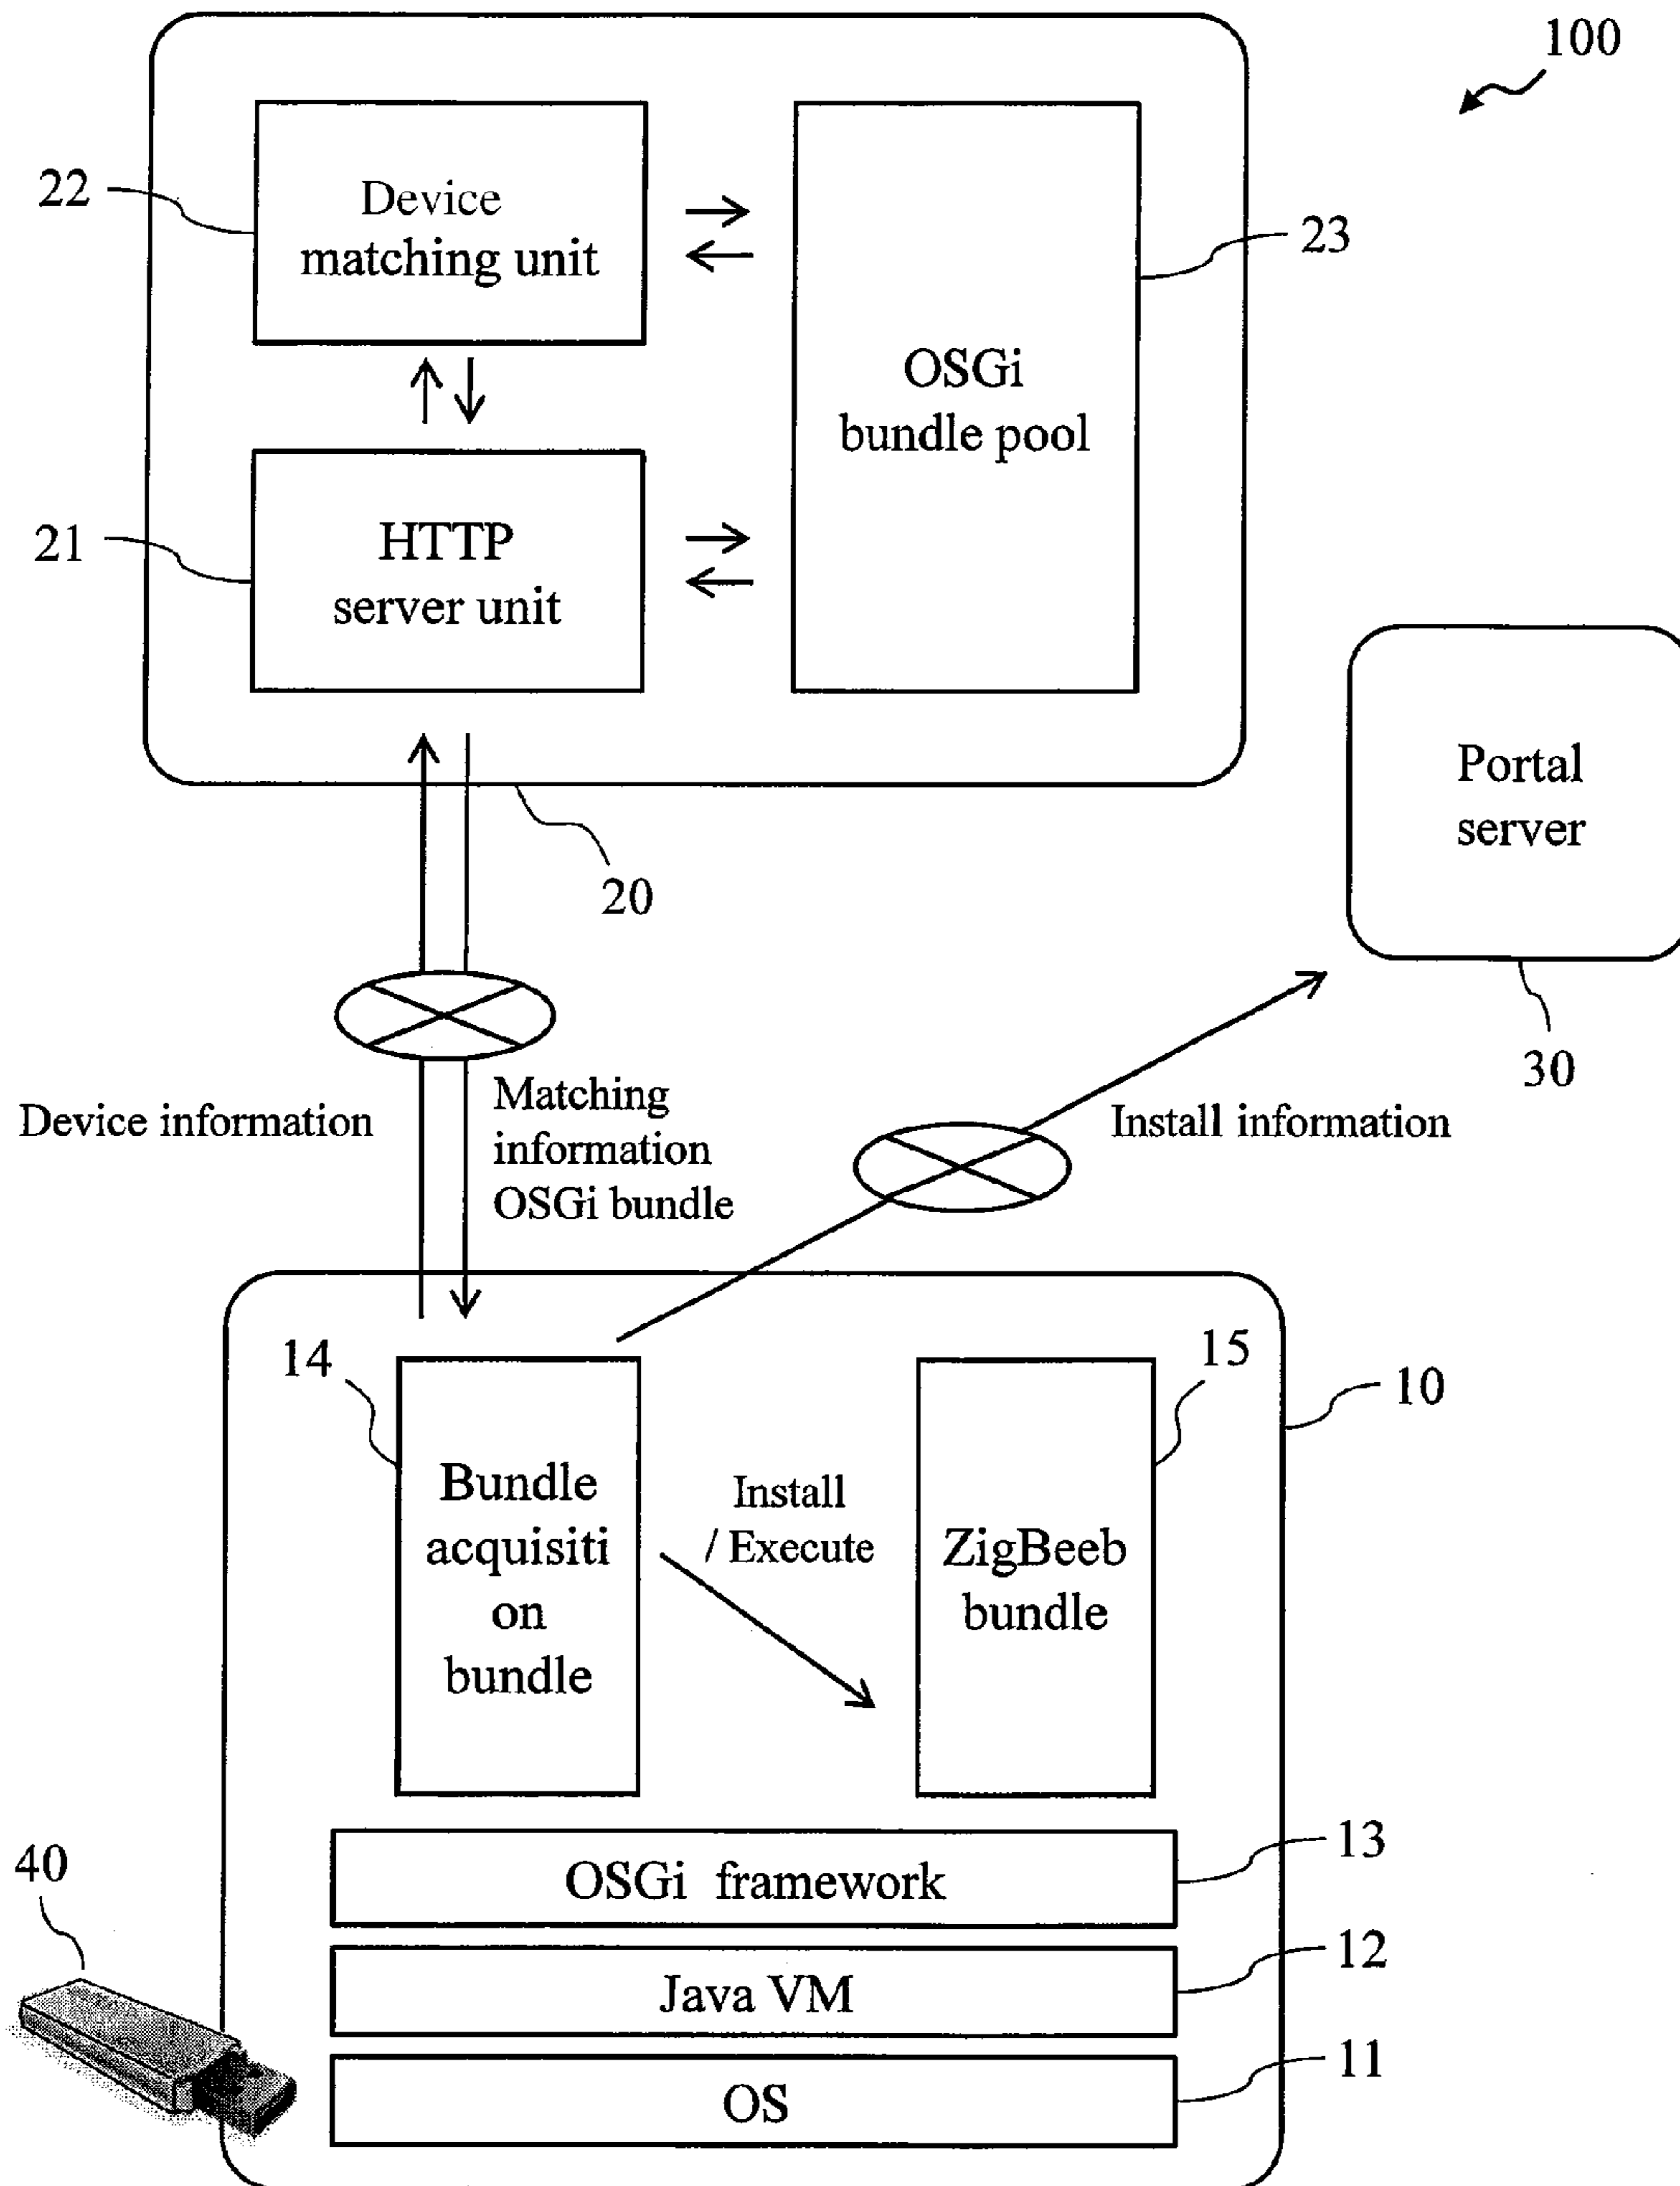 100
22
Device
matching unit
23
OSGi
bundle pool
21
HTTP
server unit
Portal
server
20
30
Device information
Matching
information
OSGi bundle
Install information
14
15
10
Bundle
acquisiti
on
bundle
Install
/ Execute
ZigBeeb
bundle
13
OSGi framework
40
12
Java VM
11
OS